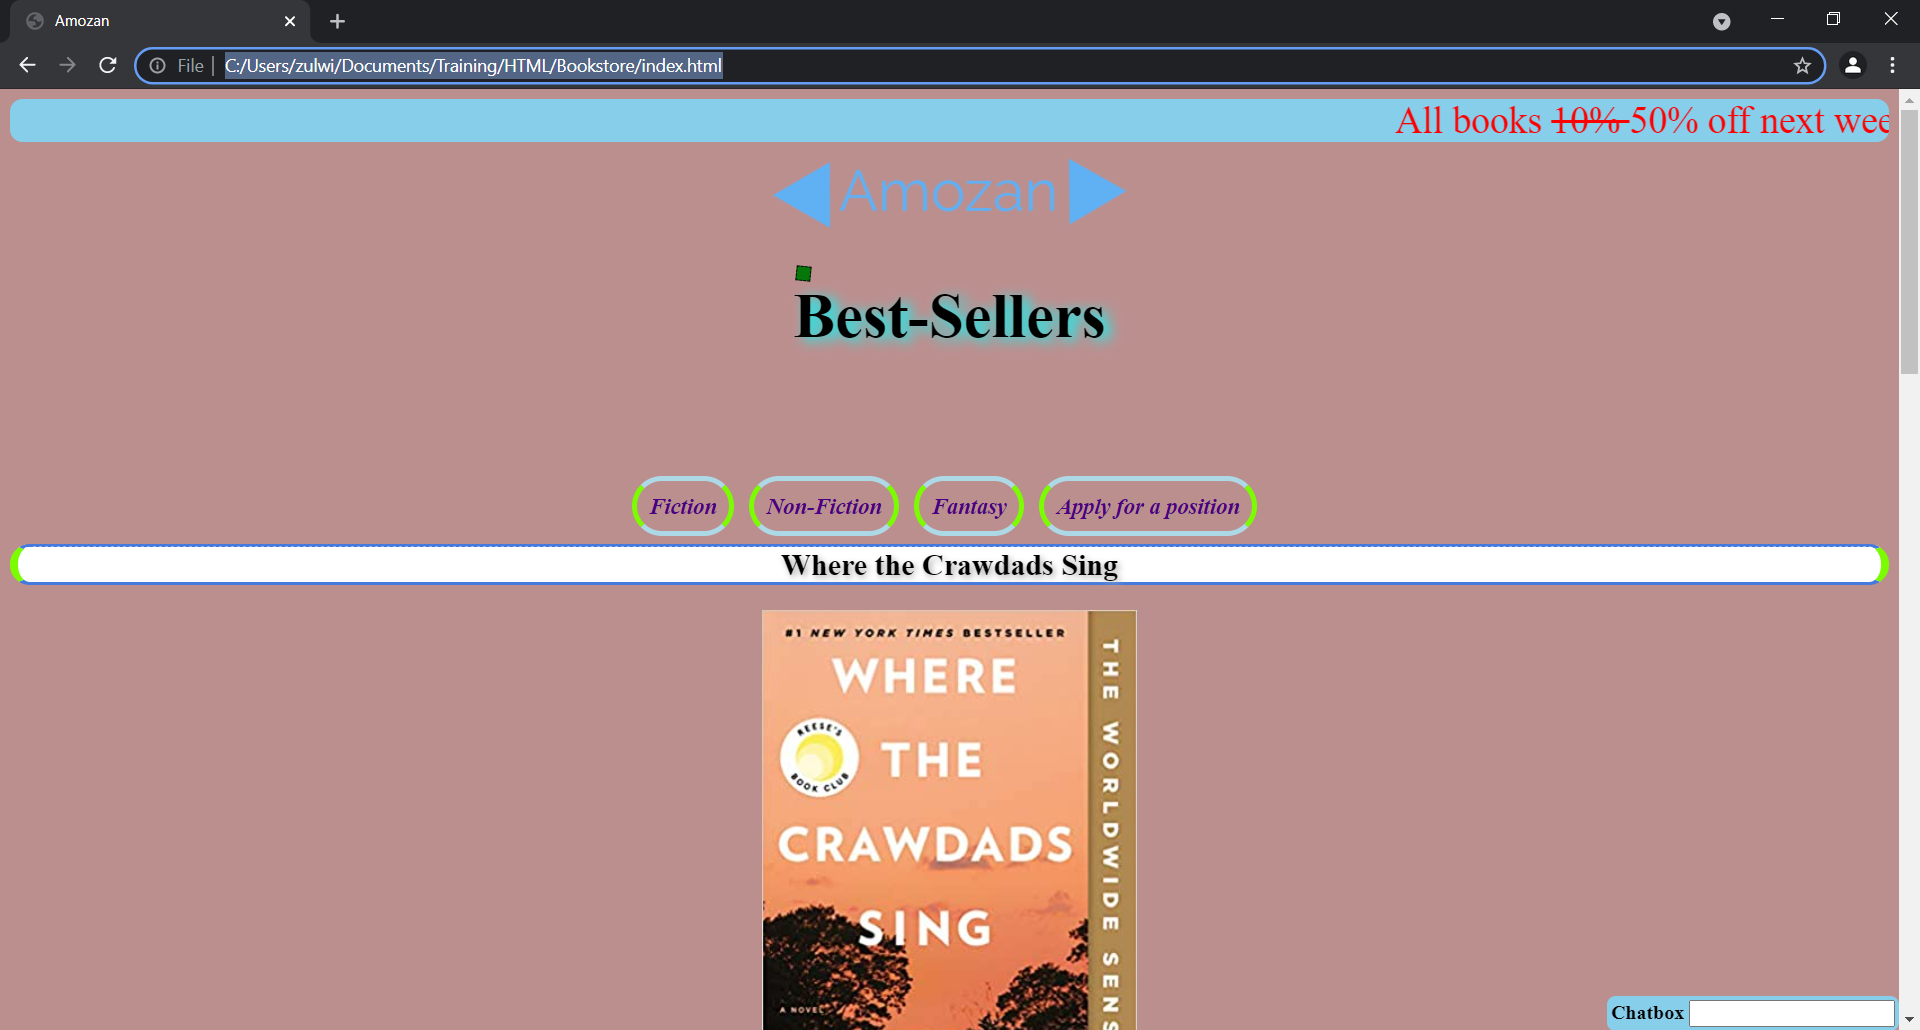 Amozan
File
C:/Users/zulwi/Documents/Training/HTML/Bookstore/index.html
All books 10% 50% off next wee
Amozan
Best-Sellers
Fiction Non-Fiction Fantasy Apply for a position
Where the Crawdads Sing
#1 NEW YORK TIMES BESTSELLER
WHERE
THE
CRAWDADS
SING
REESE'S
BOOK CLUB
A NOVEL
THE WORLDWIDE SENS
Chatbox